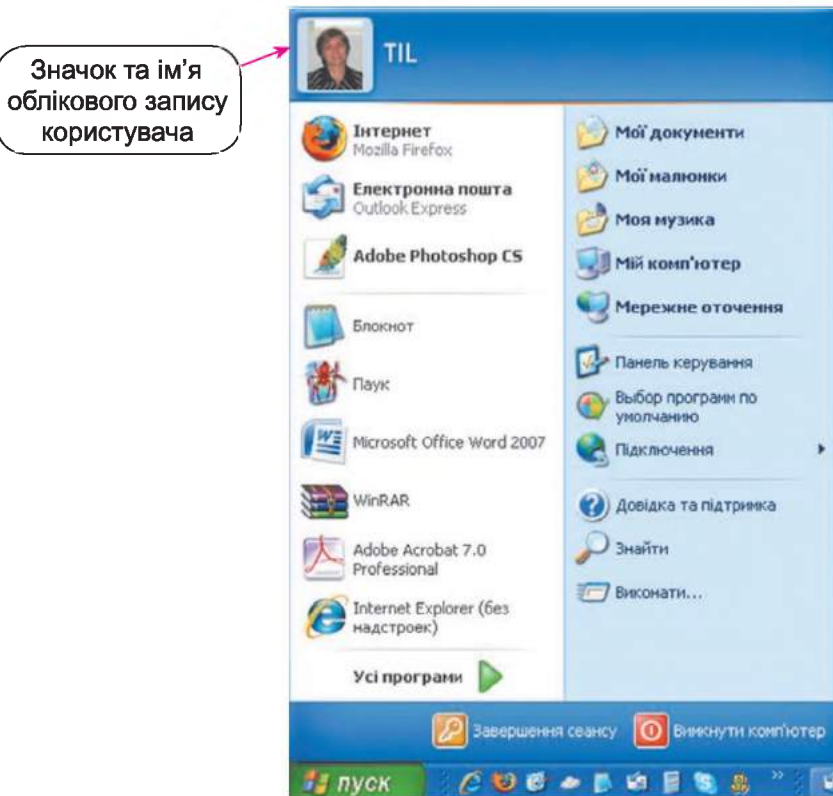 Значок та ім’я
облікового запису
користувача
TIL
Інтернет
Mozilla Firefox
Електронна пошта
Outlook Express
Adobe Photoshop CS
Блокнот
Паук
Microsoft Office Word 2007
WinRAR
Adobe Acrobat 7.0
Professional
Internet Explorer (без
надстроек)
Усі програми
Мої документи
Мої малюнки
Моя музика
Мій комп'ютер
Мережне оточення
Панель керування
Выбор программ по
умолчанию
Підключення
Довідка та підтримка
Знайти
Виконати...
Завершення сеансу
Вимкнути комп'ютер
пуск